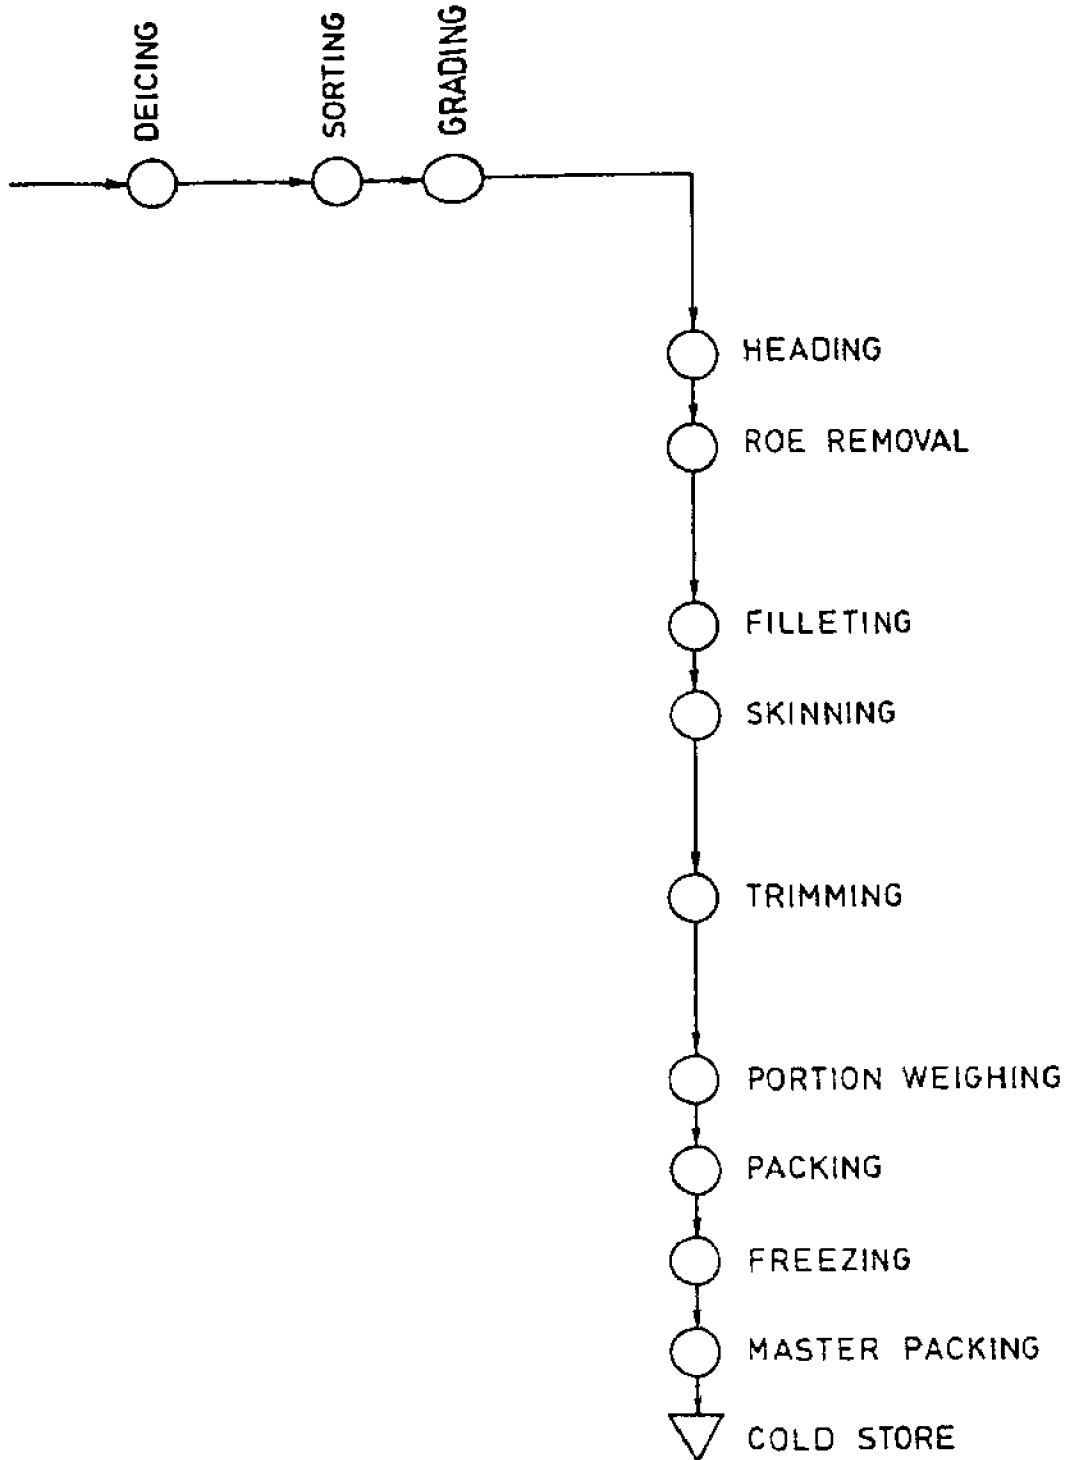 DEICING
SORTING
GRADING
HEADING
ROE REMOVAL
FILLETING
SKINNING
TRIMMING
PORTION WEIGHING
PACKING
FREEZING
MASTER PACKING
COLD STORE